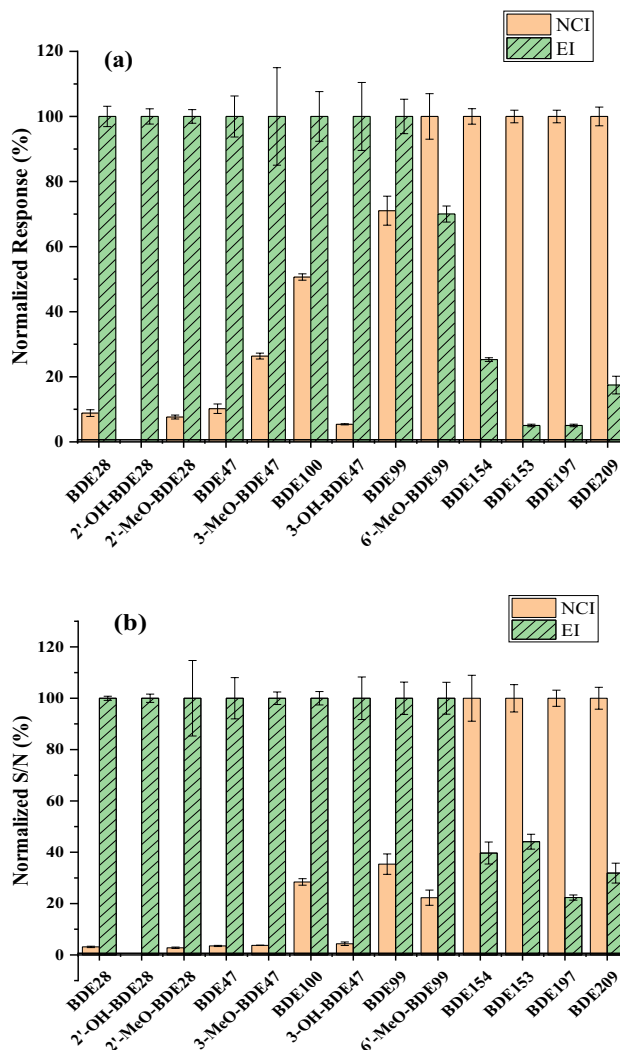 NCI
EI
(a)
120
100
80
60
40
20
0
Normalized Response (%)
BDE28
2'-OH-BDE28
2'-MeO-BDE28
BDE47
3-MeO-BDE47
BDE100
3-OH-BDE47
BDE99
6'-MeO-BDE99
BDE154
BDE153
BDE197
BDE209
NCI
EI
(b)
120
100
80
60
40
20
0
Normalized S/N (%)
BDE28
2'-OH-BDE28
2'-MeO-BDE28
BDE47
3-MeO-BDE47
BDE100
3-OH-BDE47
BDE99
6'-MeO-BDE99
BDE154
BDE153
BDE197
BDE209